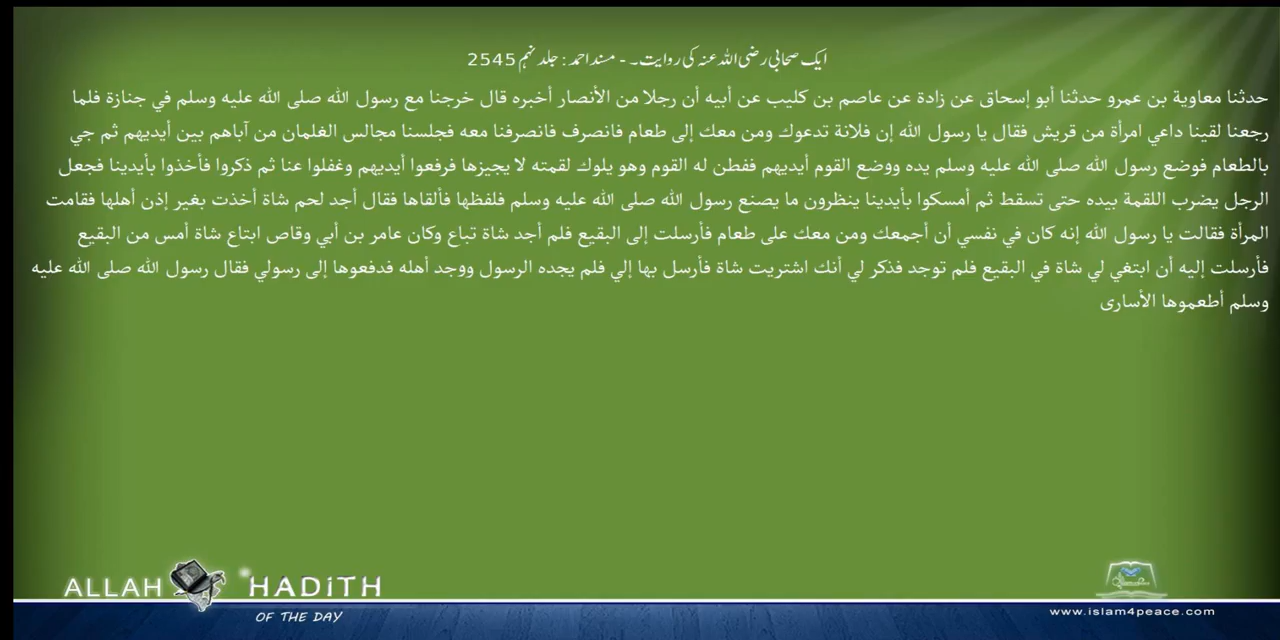 ایک صحابی رضی اللہ عنہ کی روایت۔ - مسند احمد : جلد نہم 2545
حدثنا معاوية بن عمرو حدثنا أبو إسحاق عن زادة عن عاصم بن كليب عن أبيه أن رجلا من الأنصار أخبره قال خرجنا مع رسول الله صلى الله عليه وسلم في جنازة فلما
رجعنا لقينا داعي امرأة من قريش فقال يا رسول الله إن فلانة تدعوك ومن معك إلى طعام فانصرف فانصرفنا معه فجلسنا مجالس الغلمان من آباهم بين أيديهم ثم جي
بالطعام فوضع رسول الله صلى الله عليه وسلم يده ووضع القوم أيديهم ففطن له القوم وهو يلوك لقمته لا يجيزها فرفعوا أيديهم وغفلوا عنا ثم ذكروا فأخذوا بأيدينا فجعل
الرجل يضرب اللقمة بيده حتى تسقط ثم أمسكوا بأيدينا ينظرون ما يصنع رسول الله صلى الله عليه وسلم فلفظها فألقاها فقال أجد لحم شاة أخذت بغير إذن أهلها فقامت
المرأة فقالت يا رسول الله إنه كان في نفسي أن أجمعك ومن معك على طعام فأرسلت إلى البقيع فلم أجد شاة تباع وكان عامر بن أبي وقاص ابتاع شاة أمس من البقيع
فأرسلت إليه أن ابتغي لي شاة في البقيع فلم توجد فذكر لي أنك اشتريت شاة فأرسل بها إلي فلم يجده الرسول ووجد أهله فدفعوها إلى رسولي فقال رسول الله صلى الله عليه
وسلم أطعموها الأسارى
ALLAH HADITH
OF THE DAY
www.islam4peace.com